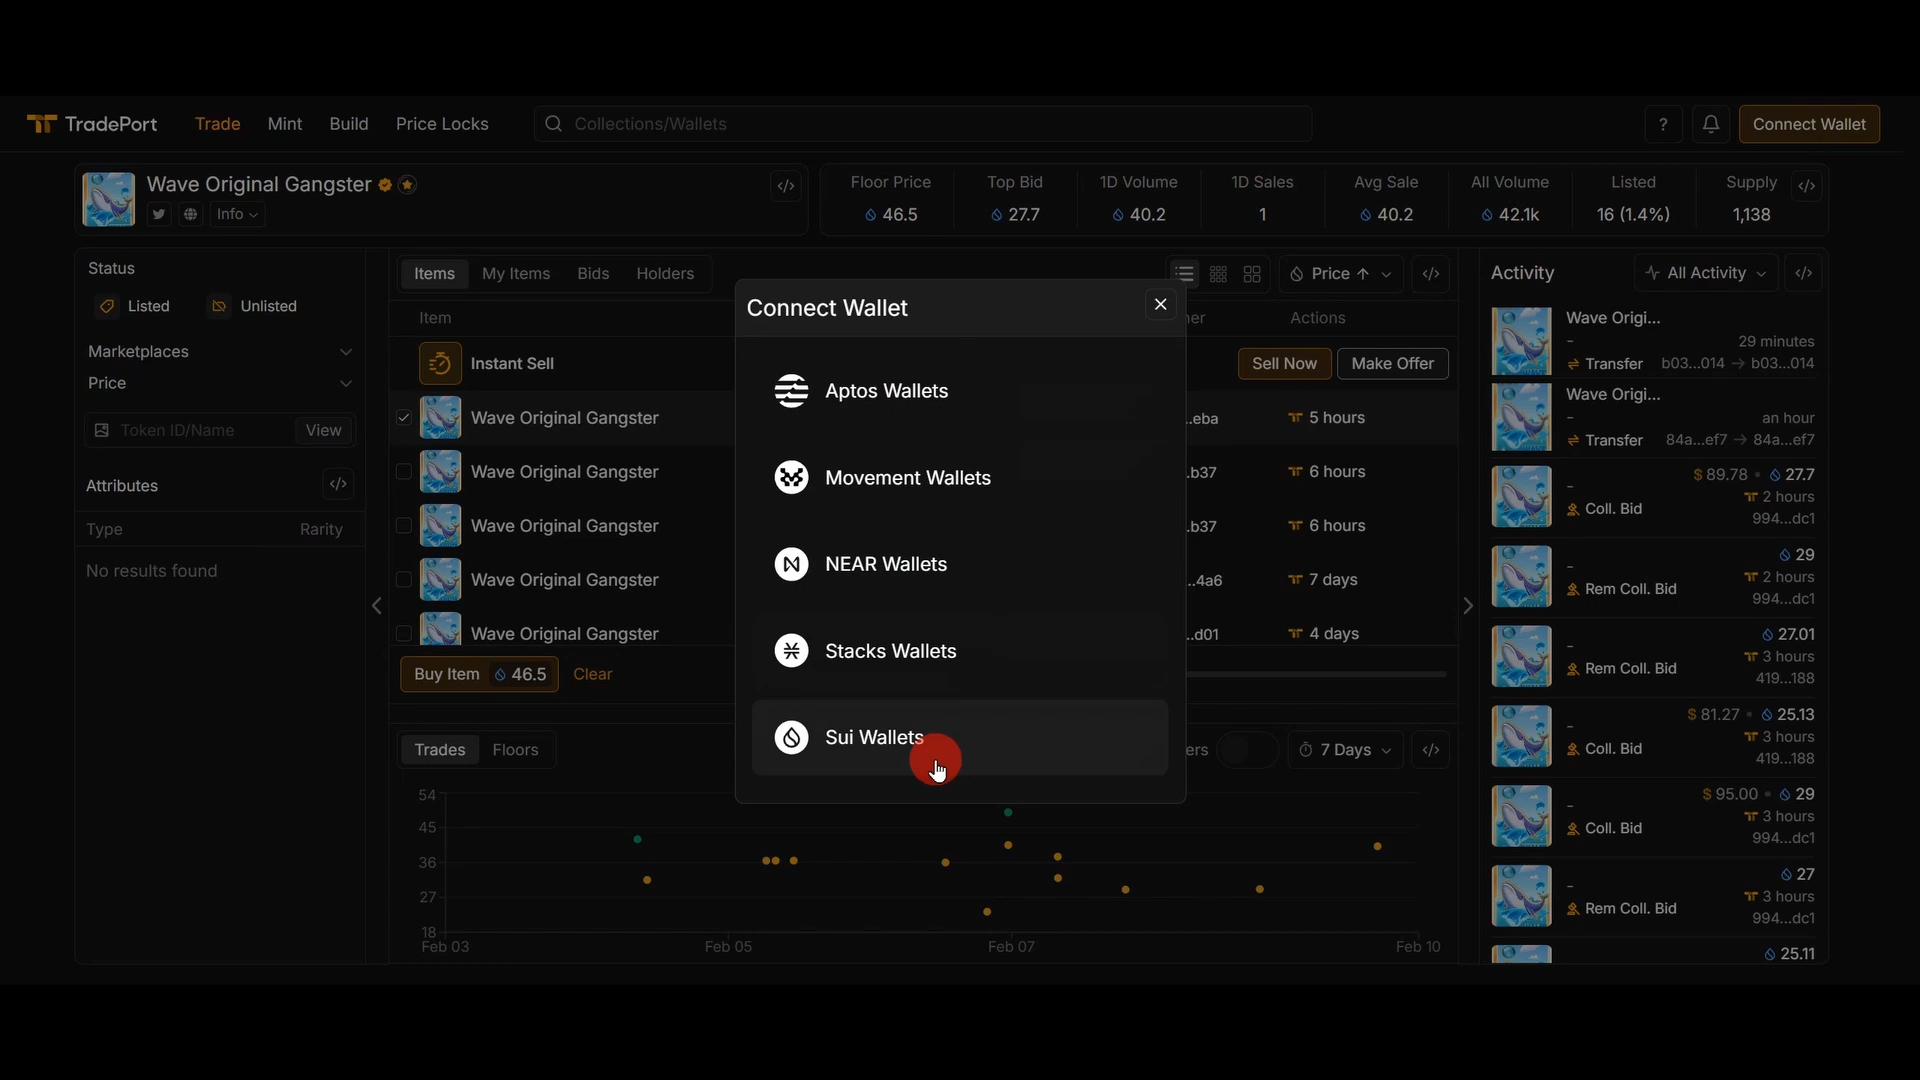 TradePort Trade Mint Build Price Locks Collections/Wallets ? Connect Wallet
Wave Original Gangster
Info
Floor Price Top Bid 1D Volume 1D Sales Avg Sale All Volume Listed Supply
46.5 27.7 40.2 1 40.2 42.1k 16 (1.4%) 1,138
Status
Listed Unlisted
Marketplaces
Price
Token ID/Name View
Attributes
Type Rarity
No results found
Items My Items Bids Holders Price
Item er Actions
Instant Sell Sell Now Make Offer
Wave Original Gangster ..eba 5 hours
Wave Original Gangster .b37 6 hours
Wave Original Gangster .b37 6 hours
Wave Original Gangster ..4a6 7 days
Wave Original Gangster ..d01 4 days
Buy Item 46.5 Clear
Connect Wallet
Aptos Wallets
Movement Wallets
NEAR Wallets
Stacks Wallets
Sui Wallets
Trades Floors ers 7 Days
54
45
36
27
18
Feb 03 Feb 05 Feb 07 Feb 10
Activity All Activity
Wave Origi...
- 29 minutes
Transfer b03...014 → b03...014
Wave Origi...
- an hour
Transfer 84a...ef7 → 84a...ef7
$ 89.78 • 27.7
- 2 hours
Coll. Bid 994...dc1
29
- 2 hours
Rem Coll. Bid 994...dc1
27.01
- 3 hours
Rem Coll. Bid 419...188
$ 81.27 • 25.13
- 3 hours
Coll. Bid 419...188
$ 95.00 • 29
- 3 hours
Coll. Bid 994...dc1
27
- 3 hours
Rem Coll. Bid 994...dc1
25.11